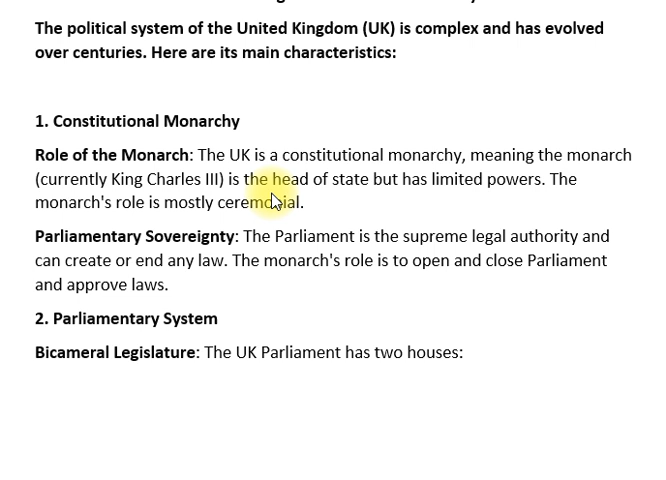 The political system of the United Kingdom (UK) is complex and has evolved
over centuries. Here are its main characteristics:
1. Constitutional Monarchy
Role of the Monarch: The UK is a constitutional monarchy, meaning the monarch
(currently King Charles III) is the head of state but has limited powers. The
monarch's role is mostly ceremonial.
Parliamentary Sovereignty: The Parliament is the supreme legal authority and
can create or end any law. The monarch's role is to open and close Parliament
and approve laws.
2. Parliamentary System
Bicameral Legislature: The UK Parliament has two houses: